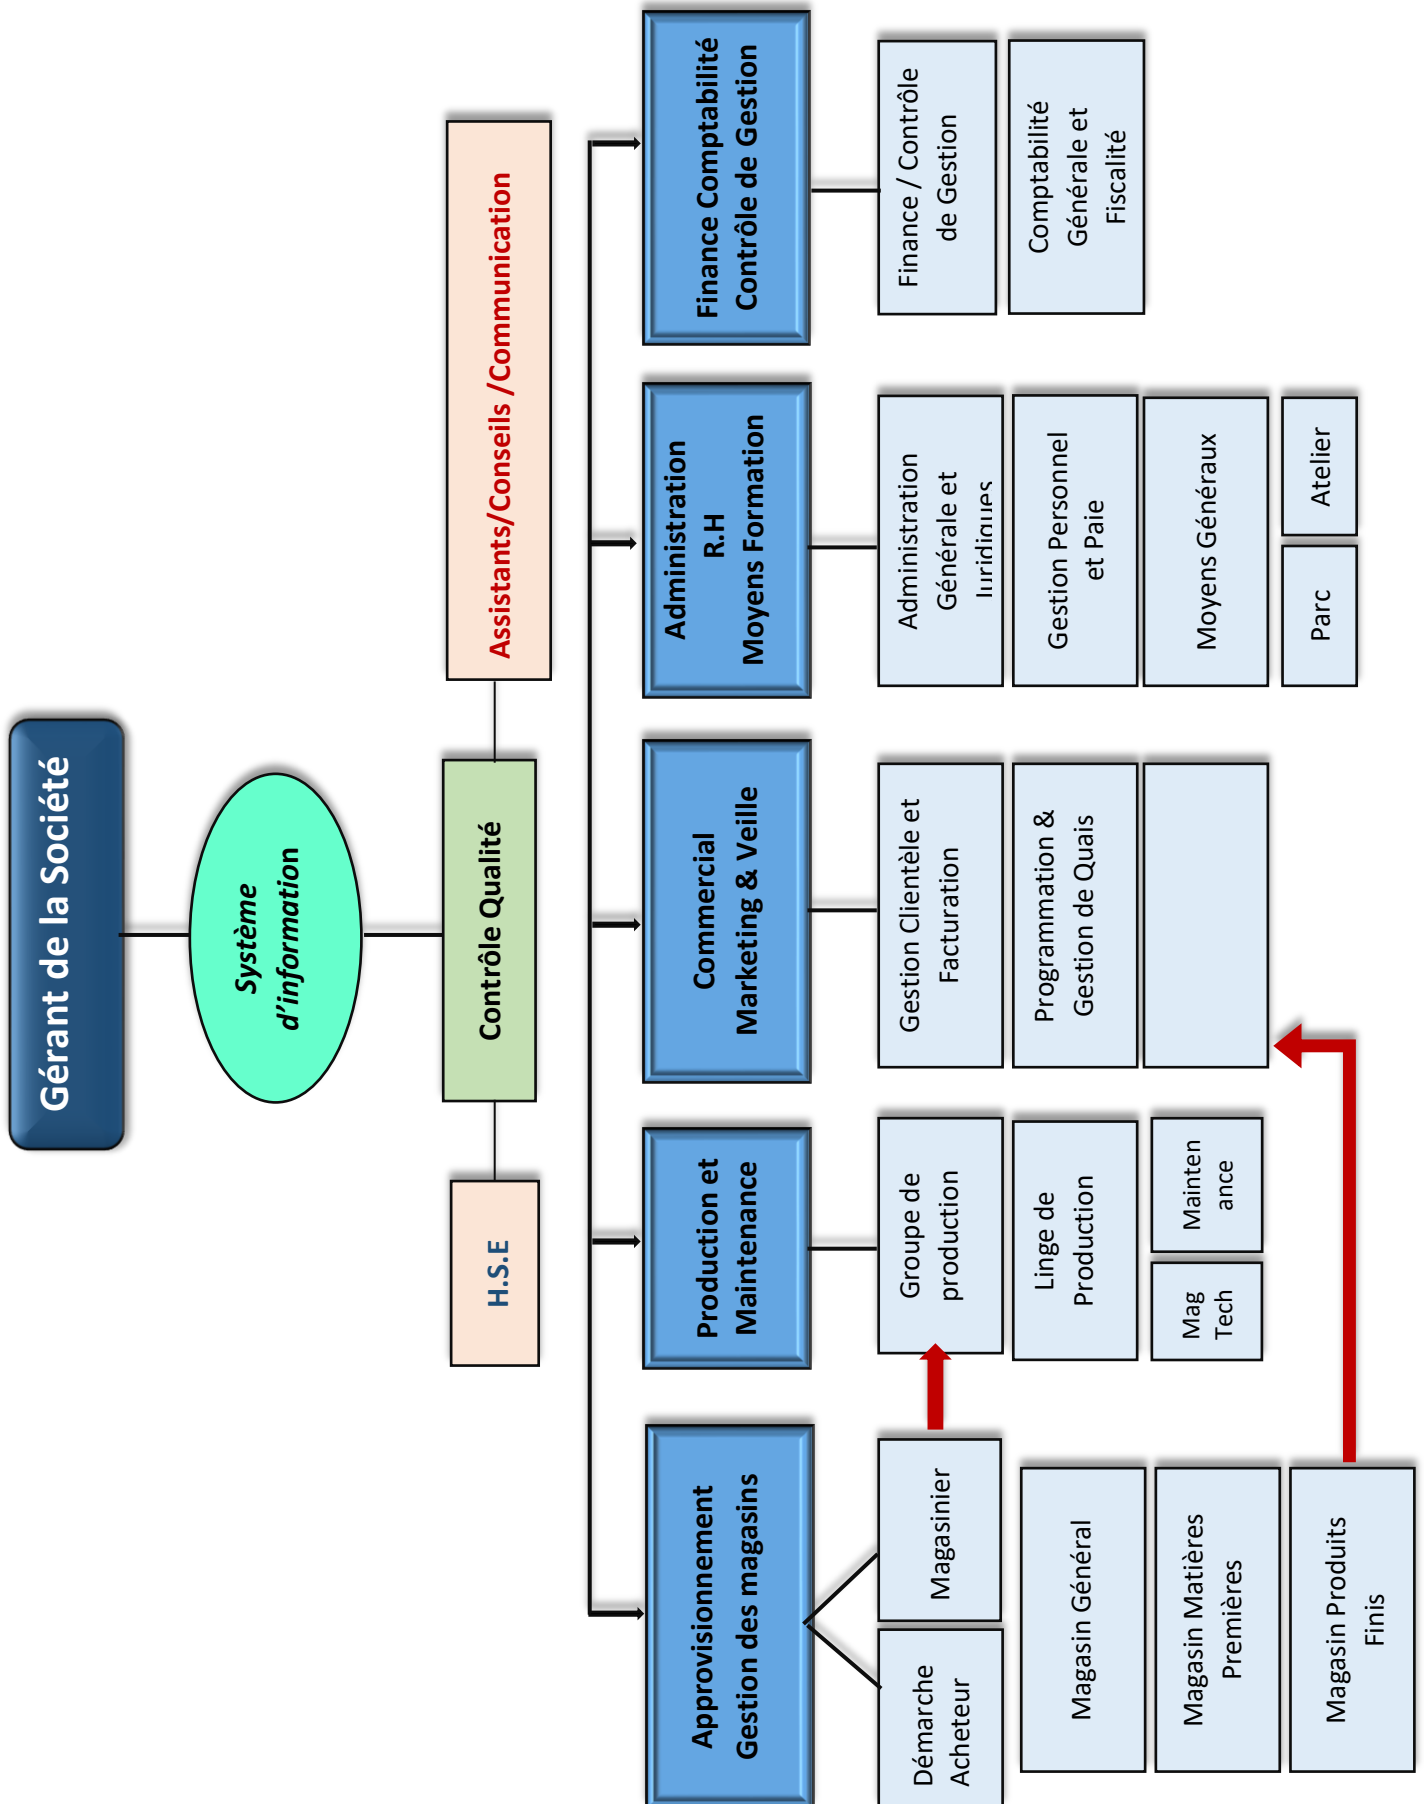 Gérant de la Société
Système
d’information
H.S.E
Contrôle Qualité
Assistants/Conseils /Communication
Approvisionnement
Gestion des magasins
Production et
Maintenance
Commercial
Marketing & Veille
Administration
R.H
Moyens Formation
Finance Comptabilité
Contrôle de Gestion
Démarche
Acheteur
Magasinier
Magasin Général
Magasin Matières
Premières
Magasin Produits
Finis
Groupe de
production
Linge de
Production
Mag
Tech
Mainten
ance
Gestion Clientèle et
Facturation
Programmation &
Gestion de Quais
Administration
Générale et
Juridiques
Gestion Personnel
et Paie
Moyens Généraux
Parc
Atelier
Finance / Contrôle
de Gestion
Comptabilité
Générale et
Fiscalité